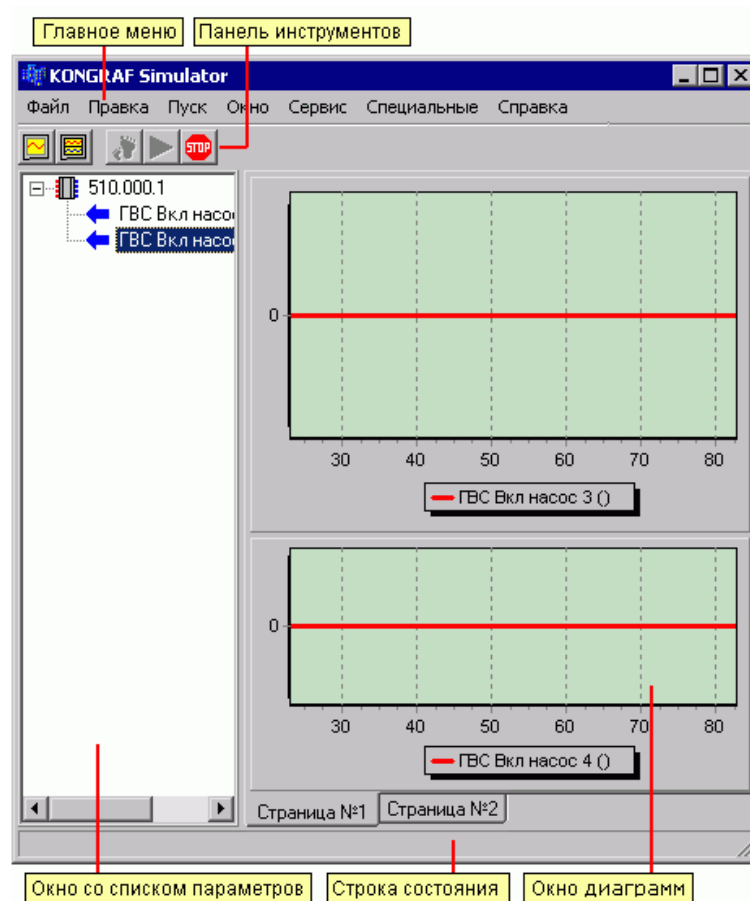 Главное меню
Панель инструментов
KONGRAF Simulator
Файл Правка Пуск Окно Сервис Специальные Справка
STOP
510.000.1
ГВС Вкл
ГВС Вкл
0
30 40 50 60 70 80
ГВС Вкл насос 3 ()
0
30 40 50 60 70 80
ГВС Вкл насос 4 ()
Страница №1 Страница №2
Окно со списком параметров
Строка состояния
Окно диаграмм